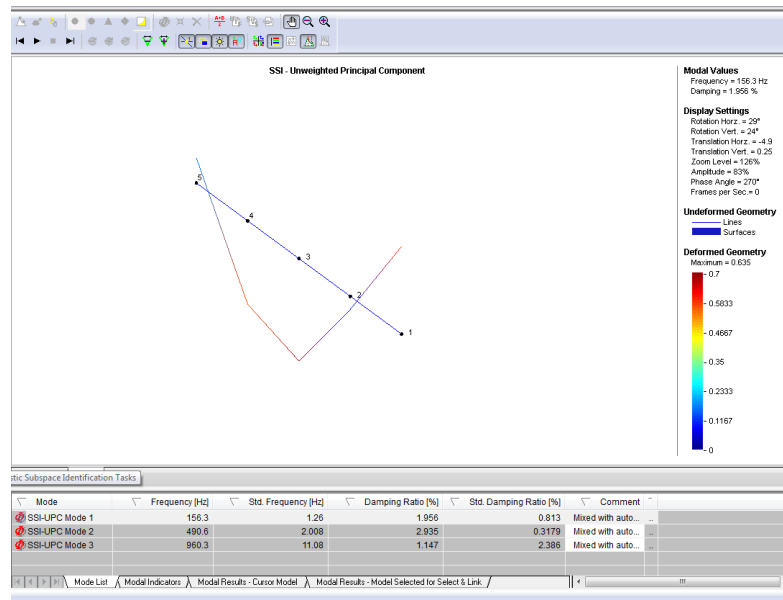 SSI - Unweighted Principal Component
Modal Values
Frequency = 156.3 Hz
Damping = 1.956 %
Display Settings
Rotation Horz. = 29°
Rotation Vert. = 24°
Translation Horz. = -4.9
Translation Vert. = 0.25
Zoom Level = 126%
Amplitude = 83%
Phase Angle = 270°
Frames per Sec.= 0
Undeformed Geometry
Lines
Surfaces
Deformed Geometry
Maximum = 0.635
0.7
0.5833
0.4667
0.35
0.2333
0.1167
0
5
4
3
2
1
stic Subspace Identification Tasks
Mode Frequency [Hz] Std. Frequency [Hz] Damping Ratio [%] Std. Damping Ratio [%] Comment
SSI-UPC Mode 1 156.3 1.26 1.956 0.813 Mixed with auto... ..
SSI-UPC Mode 2 490.6 2.008 2.935 0.3179 Mixed with auto... ..
SSI-UPC Mode 3 960.3 11.08 1.147 2.386 Mixed with auto... ..
Mode List Modal Indicators Modal Results - Cursor Model Modal Results - Model Selected for Select & Link